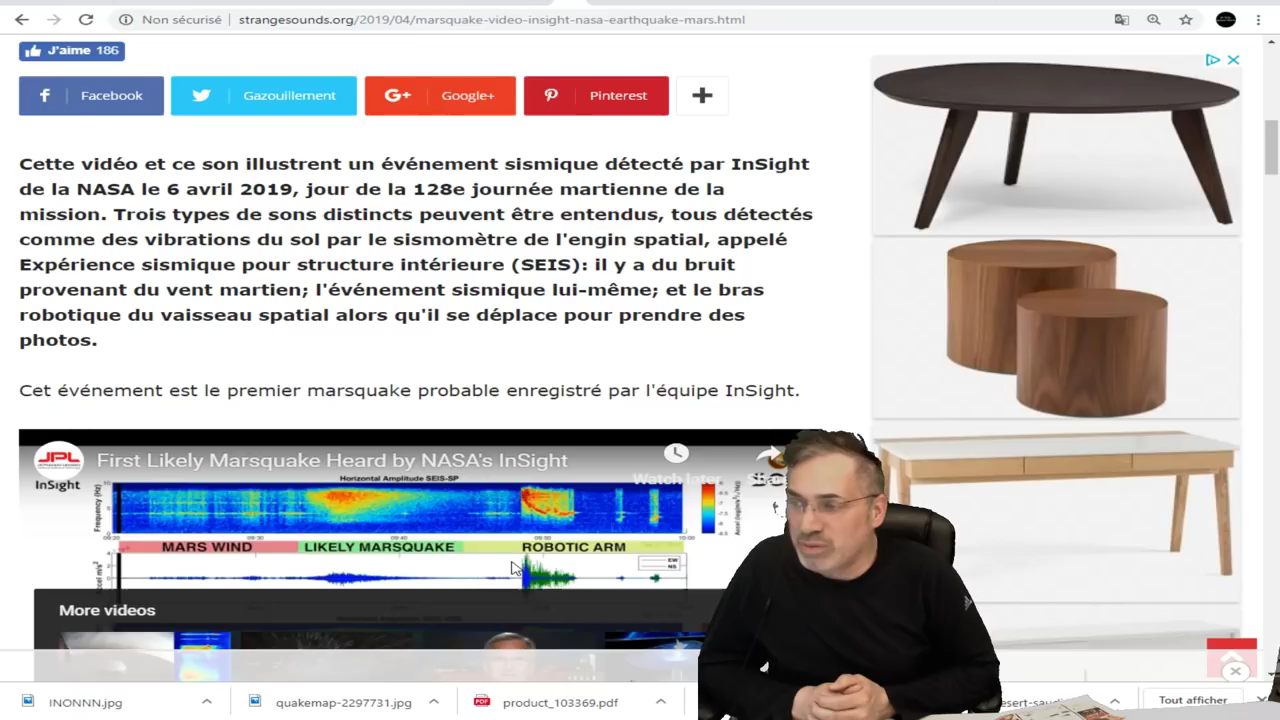 Non sécurisé | strangesounds.org/2019/04/marsquake-video-insight-nasa-earthquake-mars.html
J'aime 186
Facebook
Gazouillement
G+ Google+
Pinterest
Cette vidéo et ce son illustrent un événement sismique détecté par InSight
de la NASA le 6 avril 2019, jour de la 128e journée martienne de la
mission. Trois types de sons distincts peuvent être entendus, tous détectés
comme des vibrations du sol par le sismomètre de l'engin spatial, appelé
Expérience sismique pour structure intérieure (SEIS): il y a du bruit
provenant du vent martien; l'événement sismique lui-même; et le bras
robotique du vaisseau spatial alors qu'il se déplace pour prendre des
photos.
Cet événement est le premier marsquake probable enregistré par l'équipe InSight.
JPL
InSight
First Likely Marsquake Heard by NASA's InSight
Watch later
Horizontal Amplitude SEIS-SP
Frequency (Hz)
MARS WIND
LIKELY MARSQUAKE
ROBOTIC ARM
More videos
INONNN.jpg
quakemap-2297731.jpg
PDF
product_103369.pdf
Tout afficher